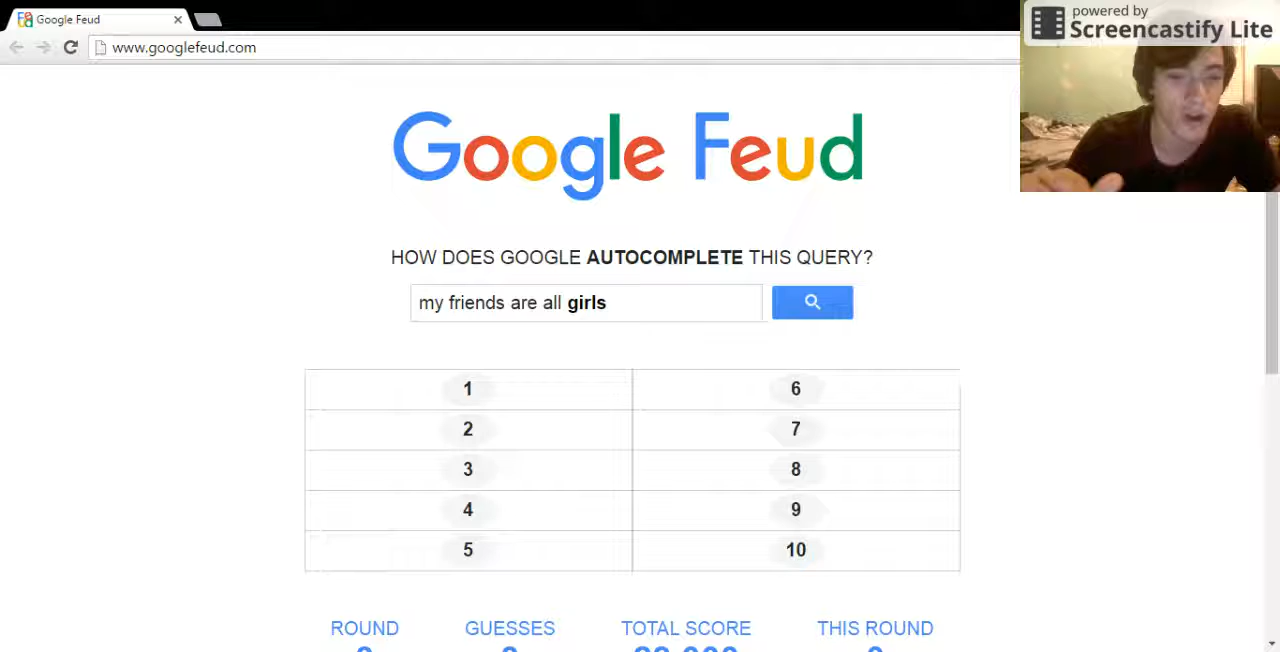 Google Feud
powered by
Screencastify Lite
www.googlefeud.com
Google Feud
HOW DOES GOOGLE AUTOCOMPLETE THIS QUERY?
my friends are all girls
1 6
2 7
3 8
4 9
5 10
ROUND GUESSES TOTAL SCORE THIS ROUND